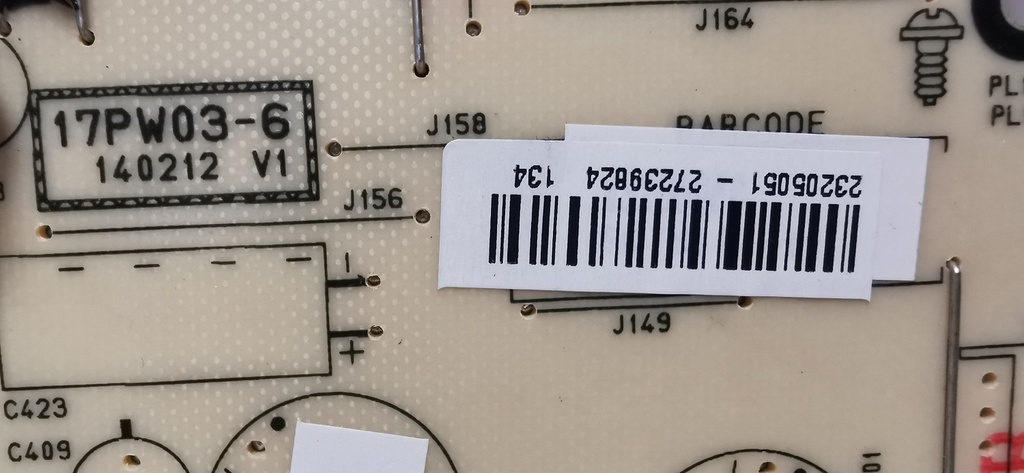 J164
PL
PL
17PW03-6
140212 V1
J158
BARCODE
23205051 - 27239824 134
J156
J149
C423
C409